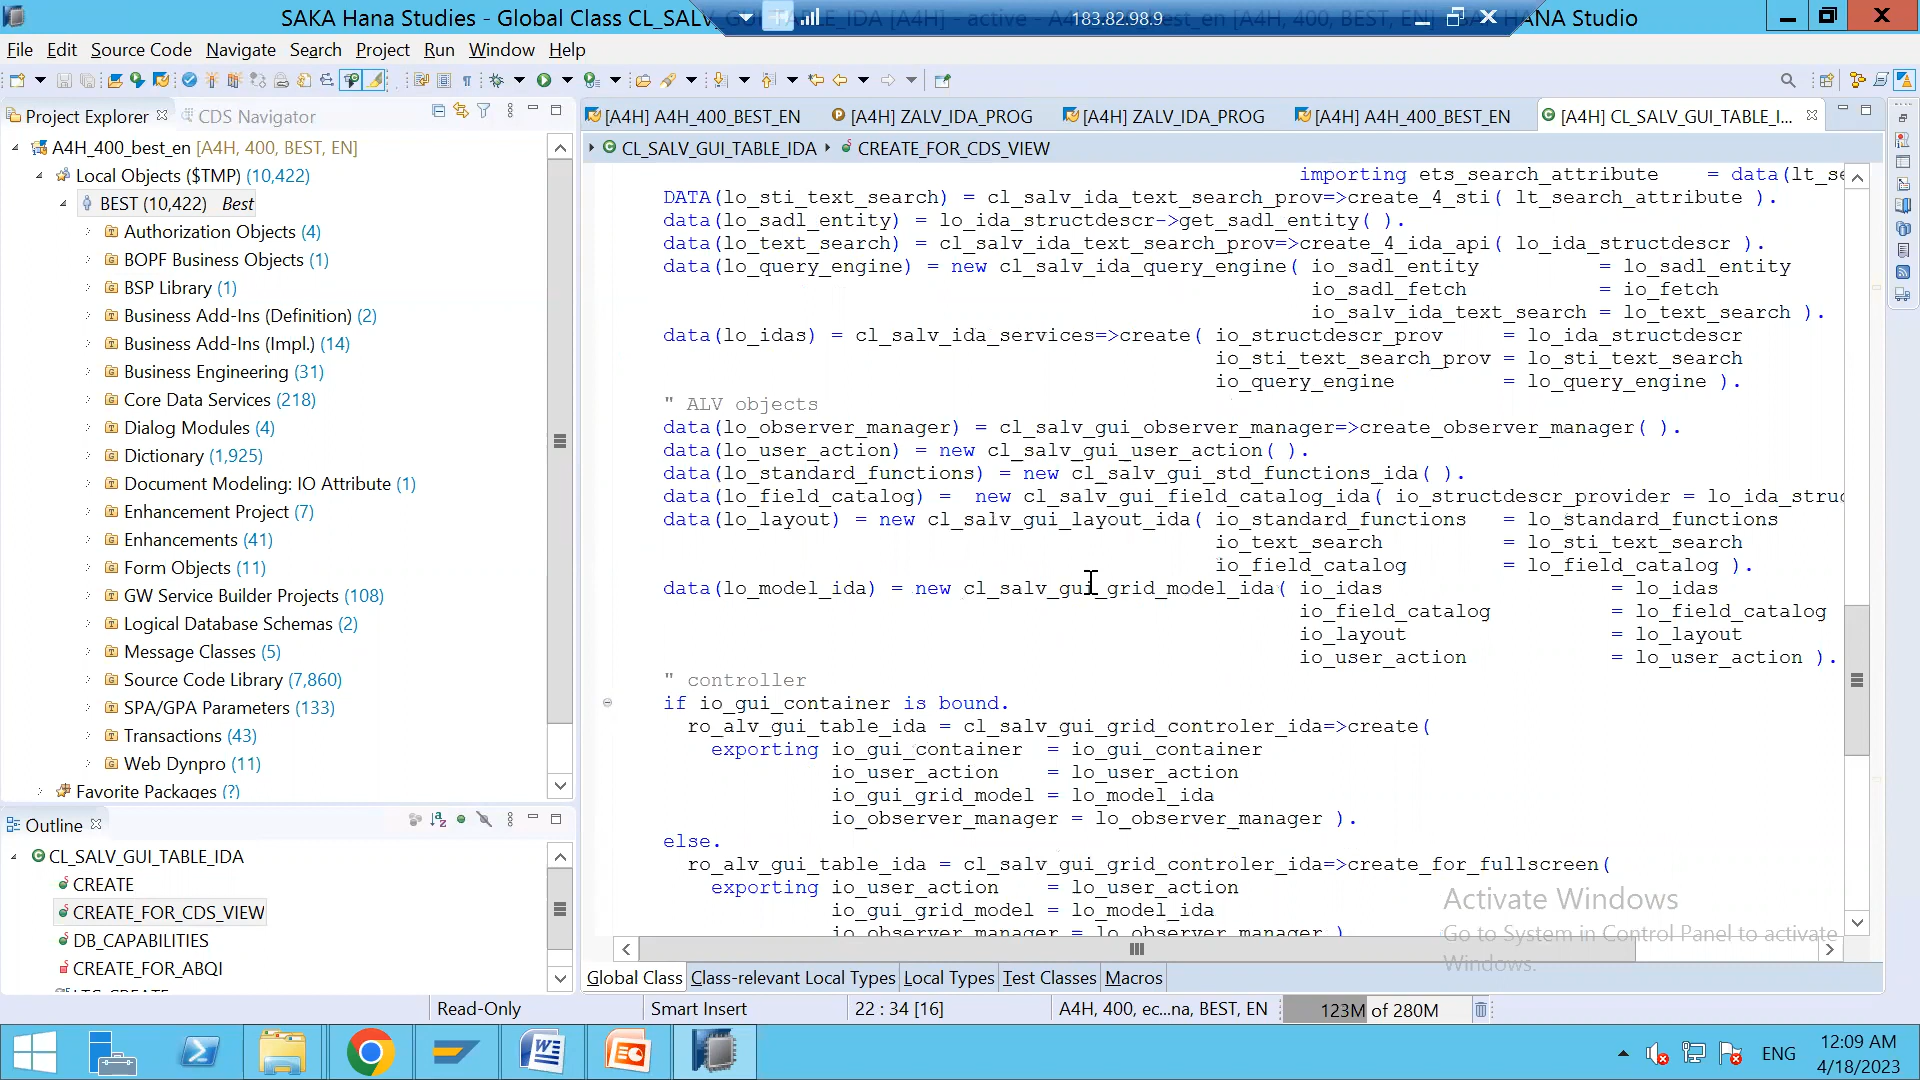 SAKA Hana Studies - Global Class CL_SALV_GUI_TABLE_IDA [A4H] - active - A4H_400_best_en [A4H, 400, BEST, EN] - SAP HANA Studio
183.82.98.9
File Edit Source Code Navigate Search Project Run Window Help
Project Explorer
CDS Navigator
[A4H] A4H_400_BEST_EN
[A4H] ZALV_IDA_PROG
[A4H] ZALV_IDA_PROG
[A4H] A4H_400_BEST_EN
[A4H] CL_SALV_GUI_TABLE_I...
A4H_400_best_en [A4H, 400, BEST, EN]
Local Objects ($TMP) (10,422)
BEST (10,422) Best
Authorization Objects (4)
BOPF Business Objects (1)
BSP Library (1)
Business Add-Ins (Definition) (2)
Business Add-Ins (Impl.) (14)
Business Engineering (31)
Core Data Services (218)
Dialog Modules (4)
Dictionary (1,925)
Document Modeling: IO Attribute (1)
Enhancement Project (7)
Enhancements (41)
Form Objects (11)
GW Service Builder Projects (108)
Logical Database Schemas (2)
Message Classes (5)
Source Code Library (7,860)
SPA/GPA Parameters (133)
Transactions (43)
Web Dynpro (11)
Favorite Packages (?)
Outline
CL_SALV_GUI_TABLE_IDA
CREATE
CREATE_FOR_CDS_VIEW
DB_CAPABILITIES
CREATE_FOR_ABQI
CL_SALV_GUI_TABLE_IDA CREATE_FOR_CDS_VIEW
importing ets_search_attribute = data(lt_se
DATA(lo_sti_text_search) = cl_salv_ida_text_search_prov=>create_4_sti( lt_search_attribute ).
data(lo_sadl_entity) = lo_ida_structdescr->get_sadl_entity( ).
data(lo_text_search) = cl_salv_ida_text_search_prov=>create_4_ida_api( lo_ida_structdescr ).
data(lo_query_engine) = new cl_salv_ida_query_engine( io_sadl_entity = lo_sadl_entity
io_sadl_fetch = io_fetch
io_salv_ida_text_search = lo_text_search ).
data(lo_idas) = cl_salv_ida_services=>create( io_structdescr_prov = lo_ida_structdescr
io_sti_text_search_prov = lo_sti_text_search
io_query_engine = lo_query_engine ).
" ALV objects
data(lo_observer_manager) = cl_salv_gui_observer_manager=>create_observer_manager( ).
data(lo_user_action) = new cl_salv_gui_user_action( ).
data(lo_standard_functions) = new cl_salv_gui_std_functions_ida( ).
data(lo_field_catalog) = new cl_salv_gui_field_catalog_ida( io_structdescr_provider = lo_ida_struc
data(lo_layout) = new cl_salv_gui_layout_ida( io_standard_functions = lo_standard_functions
io_text_search = lo_sti_text_search
io_field_catalog = lo_field_catalog ).
data(lo_model_ida) = new cl_salv_gui_grid_model_ida( io_idas = lo_idas
io_field_catalog = lo_field_catalog
io_layout = lo_layout
io_user_action = lo_user_action ).
" controller
if io_gui_container is bound.
ro_alv_gui_table_ida = cl_salv_gui_grid_controler_ida=>create(
exporting io_gui_container = io_gui_container
io_user_action = lo_user_action
io_gui_grid_model = lo_model_ida
io_observer_manager = lo_observer_manager ).
else.
ro_alv_gui_table_ida = cl_salv_gui_grid_controler_ida=>create_for_fullscreen(
exporting io_user_action = lo_user_action
io_gui_grid_model = lo_model_ida
io_observer_manager = lo_observer_manager )
Activate Windows
Go to System in Control Panel to activate
Windows.
Global Class Class-relevant Local Types Local Types Test Classes Macros
Read-Only Smart Insert 22 : 34 [16] A4H, 400, ec...na, BEST, EN 123M of 280M
ENG
12:09 AM
4/18/2023